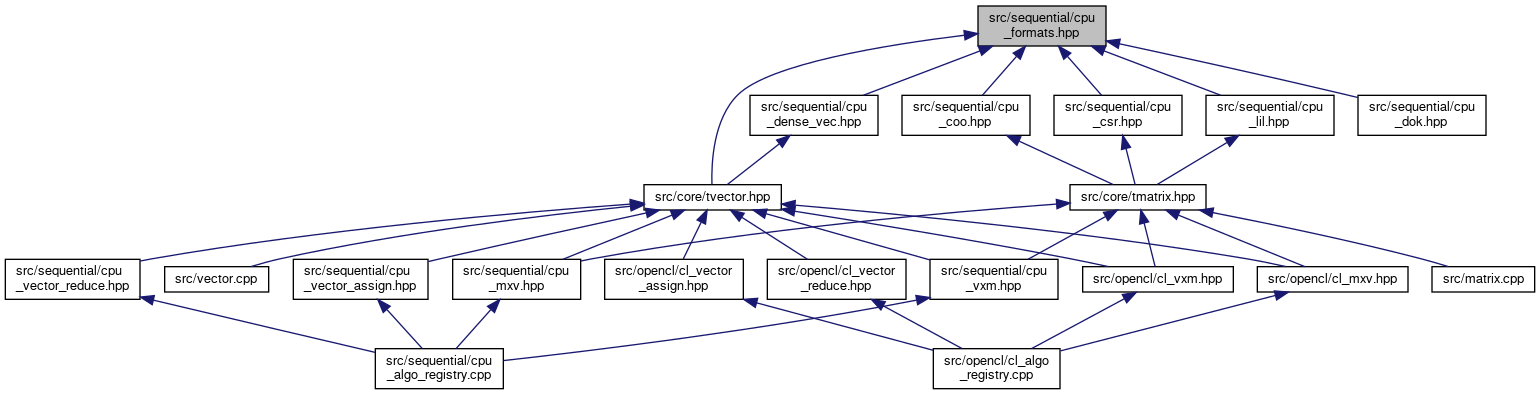 src/sequential/cpu
_formats.hpp
src/sequential/cpu
_dense_vec.hpp
src/sequential/cpu
_coo.hpp
src/sequential/cpu
_csr.hpp
src/sequential/cpu
_lil.hpp
src/sequential/cpu
_dok.hpp
src/core/tvector.hpp
src/core/tmatrix.hpp
src/sequential/cpu
_vector_reduce.hpp
src/vector.cpp
src/sequential/cpu
_vector_assign.hpp
src/sequential/cpu
_mxv.hpp
src/opencl/cl_vector
_assign.hpp
src/opencl/cl_vector
_reduce.hpp
src/sequential/cpu
_vxm.hpp
src/opencl/cl_vxm.hpp
src/opencl/cl_mxv.hpp
src/matrix.cpp
src/sequential/cpu
_algo_registry.cpp
src/opencl/cl_algo
_registry.cpp